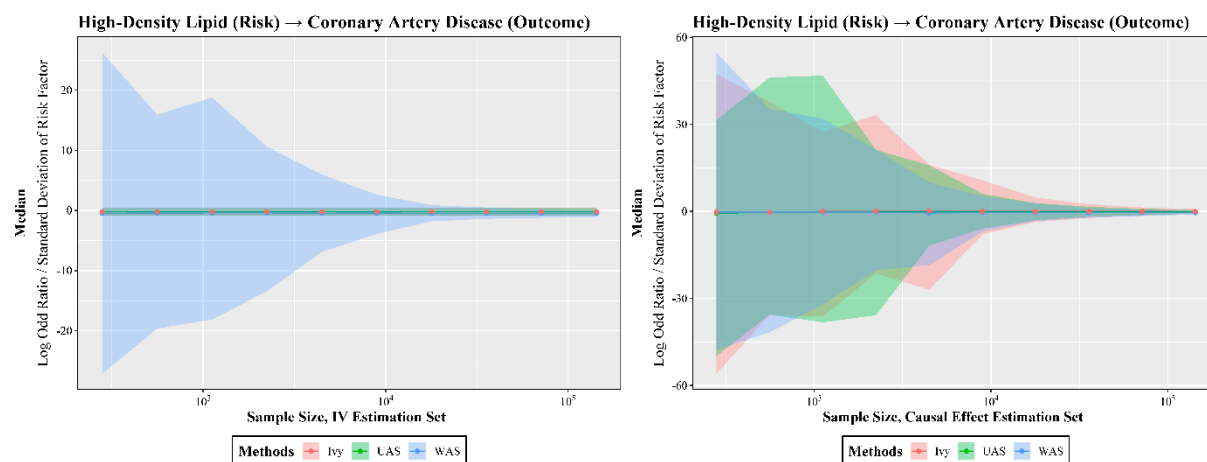 High-Density Lipid (Risk) → Coronary Artery Disease (Outcome)
Median
Log Odd Ratio / Standard Deviation of Risk Factor
20
10
0
-10
-20
10³
10⁴
10⁵
Sample Size, IV Estimation Set
Methods Ivy UAS WAS
High-Density Lipid (Risk) → Coronary Artery Disease (Outcome)
Median
Log Odd Ratio / Standard Deviation of Risk Factor
60
30
0
-30
-60
10³
10⁴
10⁵
Sample Size, Causal Effect Estimation Set
Methods Ivy UAS WAS